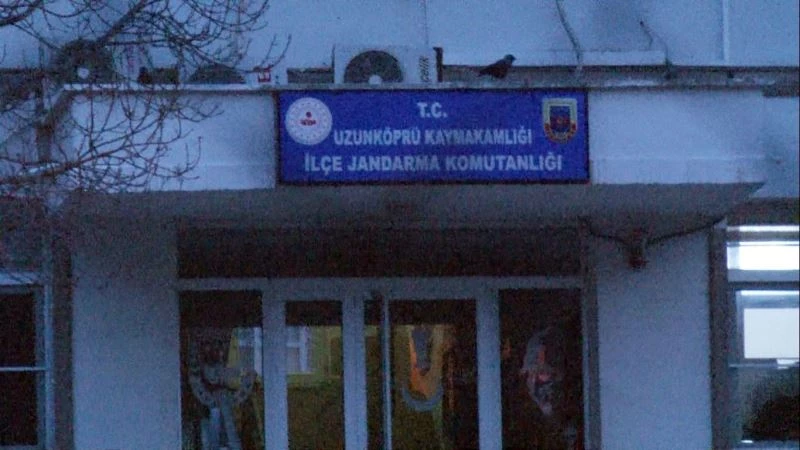 T.C.
UZUNKÖPRÜ KAYMAKAMLIĞI
İLÇE JANDARMA KOMUTANLIĞI